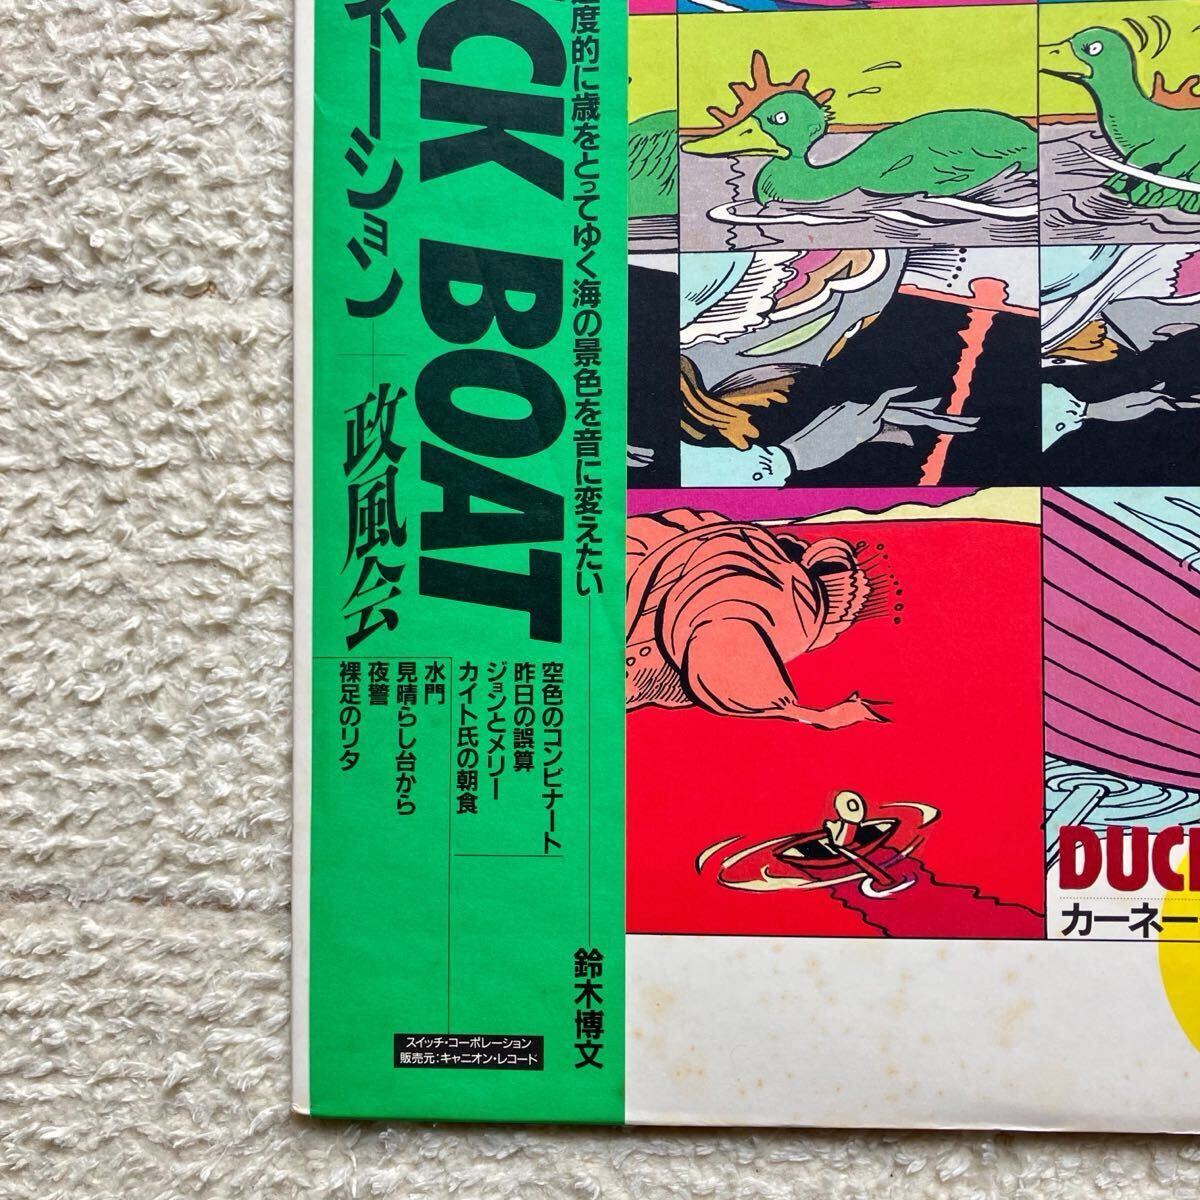 度的に歳をとってゆく海の景色を音に変えたい
鈴木博文
CK BOAT
ネーション
政風会
空色のコンビナート
昨日の誤算
ジョンとメリー
カイト氏の朝食
水門
見晴らし台から
夜警
裸足のリタ
スイッチ・コーポレーション
販売元:キャニオン・レコード
DUC
カーネー